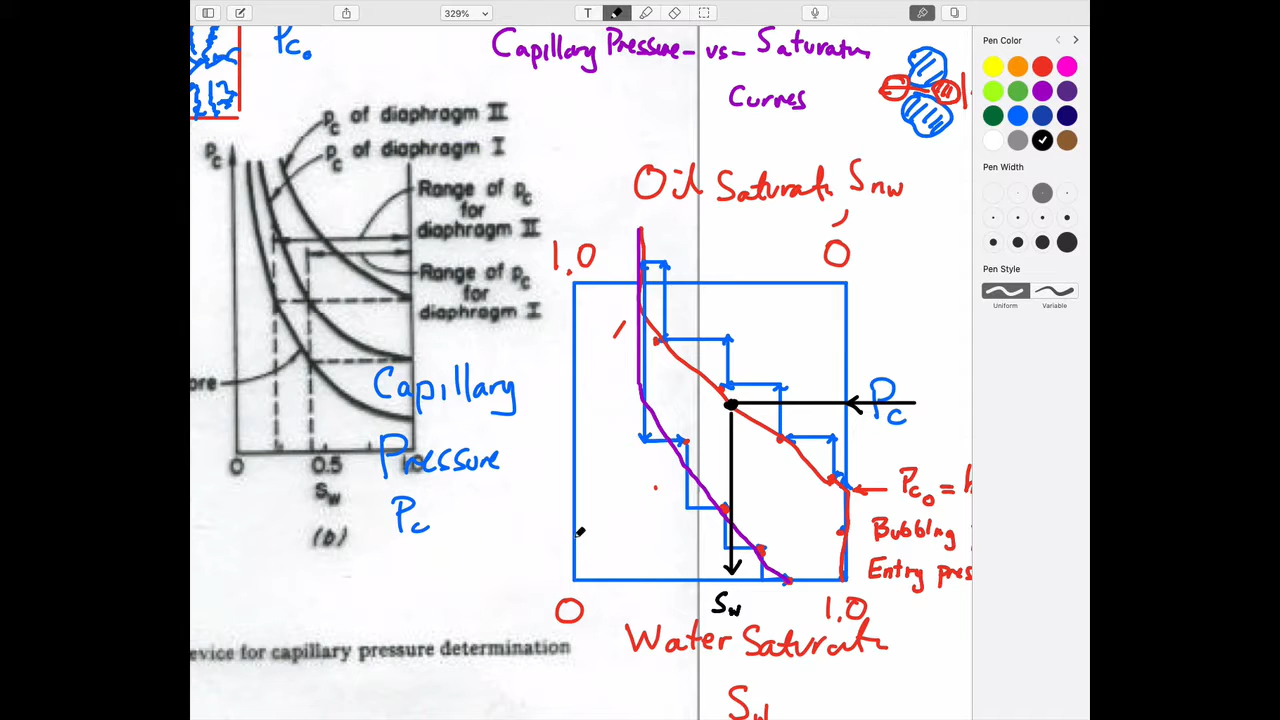 329%
T
Pen Color
Pen Width
Pen Style
Uniform
Variable
Pc₀
Capillary Pressure - vs - Saturatn
Curves
Pc of diaphragm II
Pc of diaphragm I
Pc
Range of Pc
for
diaphragm II
Range of Pc
for
diaphragm I
0
0.5
Sw
(b)
Capillary
Pressure
Pc
Oil Saturatn Snw
1.0
0
Pc
Pc₀ =
Bubbling
Entry pres
Sw
0
1.0
Water Saturatn
Sw
evice for capillary pressure determination